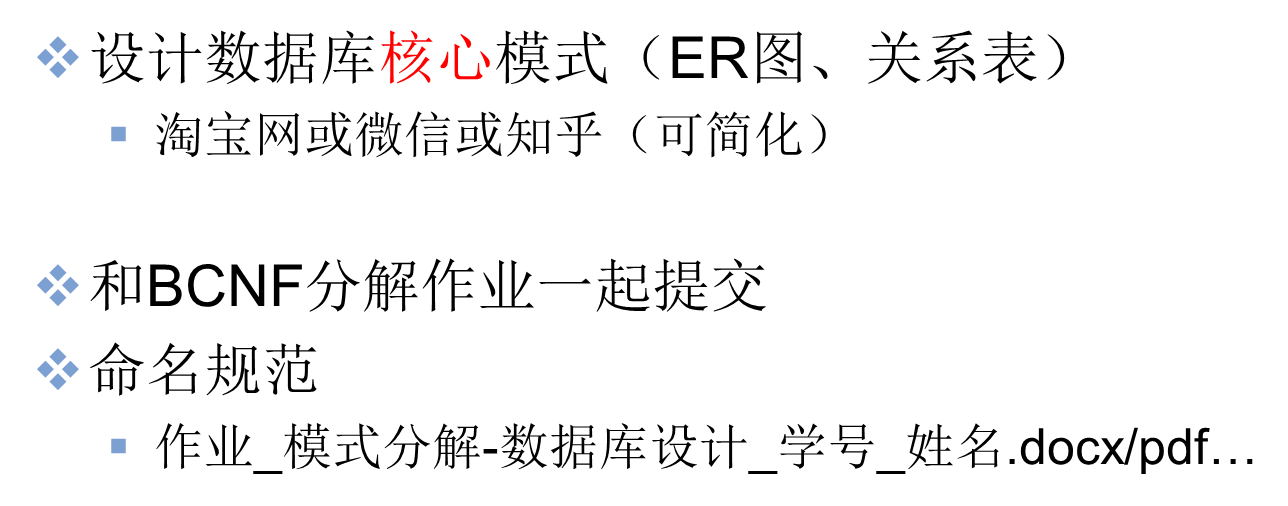 设计数据库核心模式（ER图、关系表）
淘宝网或微信或知乎（可简化）
和BCNF分解作业一起提交
命名规范
作业_模式分解-数据库设计_学号_姓名.docx/pdf…